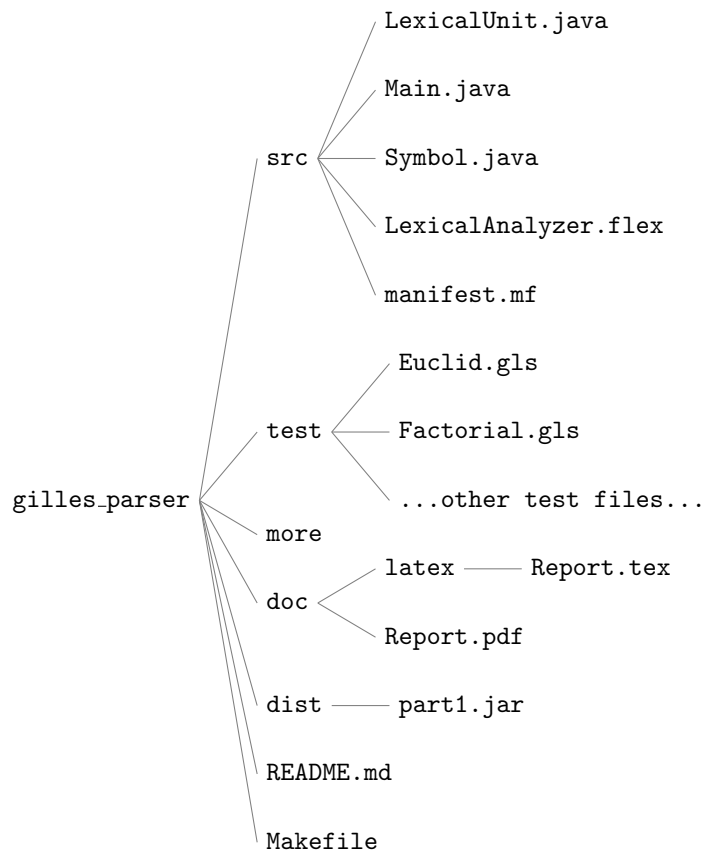 LexicalUnit.java
Main.java
src
Symbol.java
LexicalAnalyzer.flex
manifest.mf
Euclid.gls
test
Factorial.gls
gilles_parser
...other test files...
more
latex
Report.tex
doc
Report.pdf
dist
part1.jar
README.md
Makefile